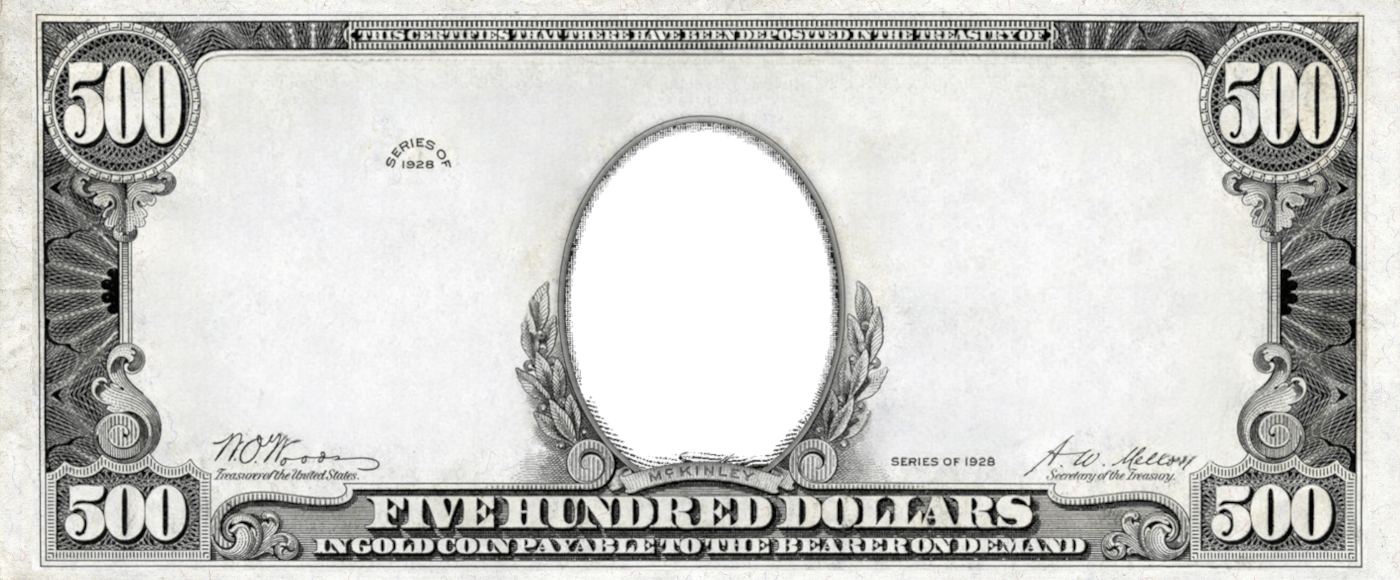 THIS CERTIFIES THAT THERE HAVE BEEN DEPOSITED IN THE TREASURY OF
500
500
SERIES OF
1928
W.O. Woods
Treasurer of the United States.
SERIES OF 1928
A. W. Mellon
Secretary of the Treasury.
MCKINLEY
500
FIVE HUNDRED DOLLARS
500
IN GOLD COIN PAYABLE TO THE BEARER ON DEMAND